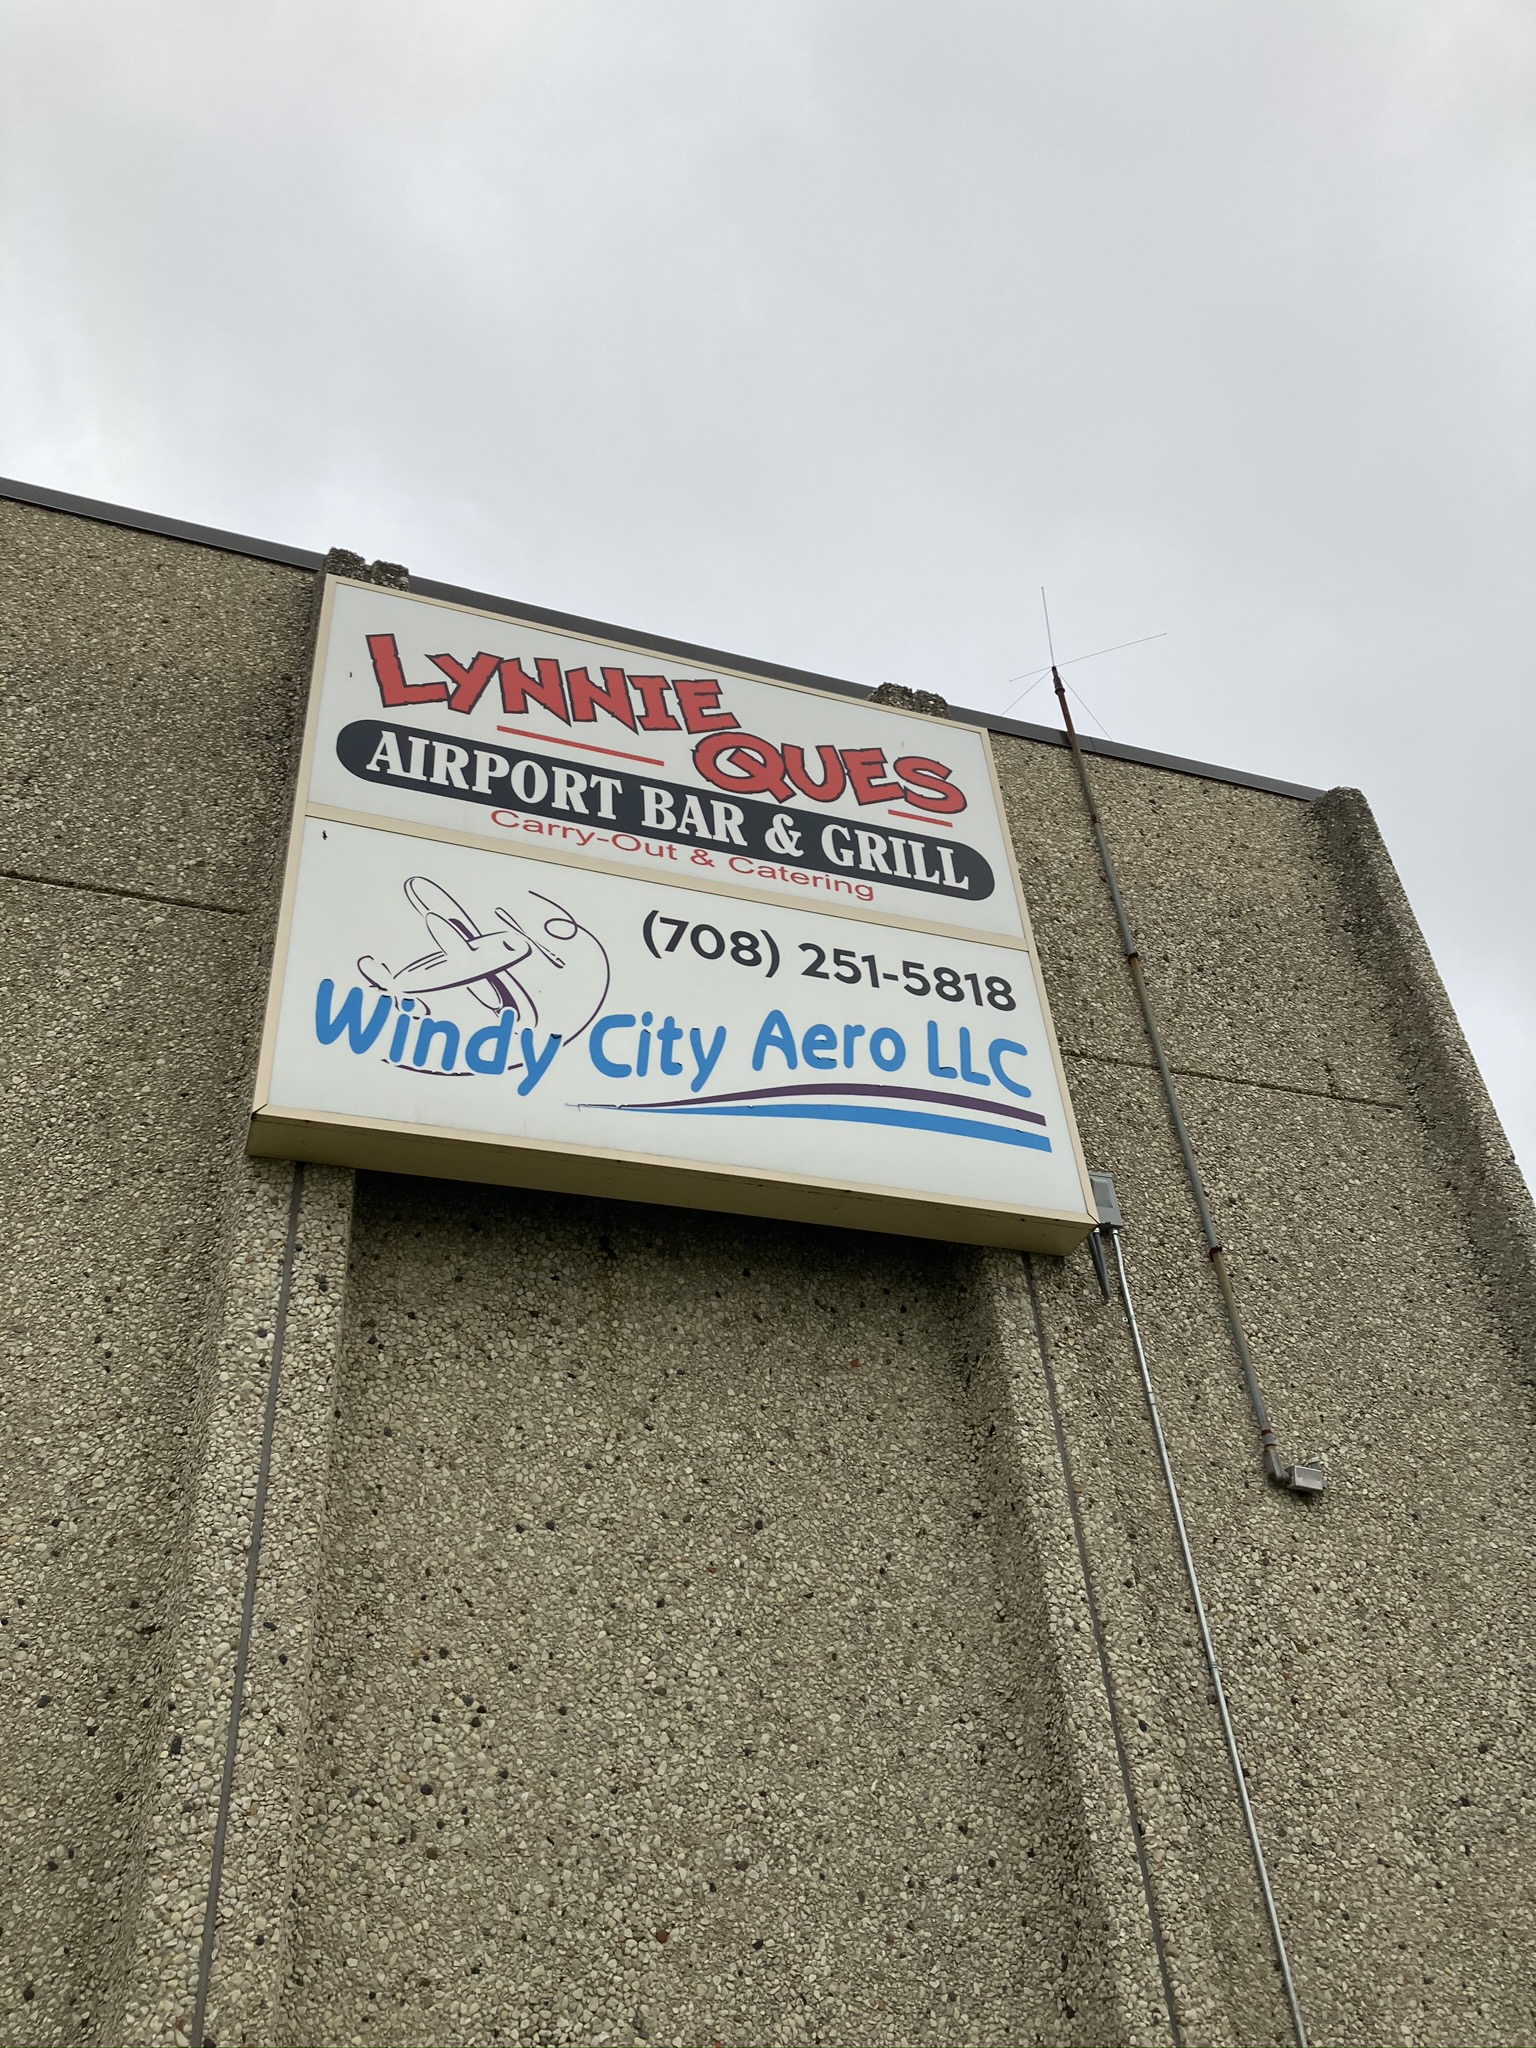 LYNNIE
QUES
AIRPORT BAR & GRILL
Carry-Out & Catering
(708) 251-5818
Windy City Aero LLC